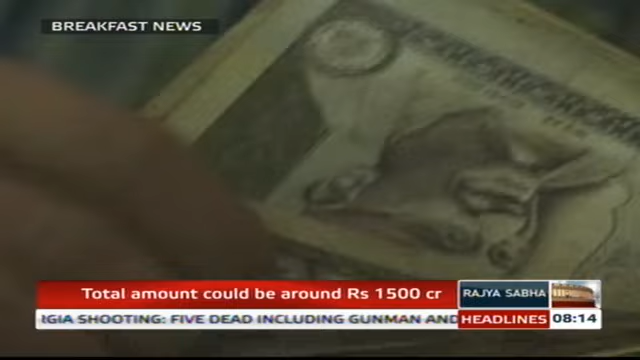 BREAKFAST NEWS
Total amount could be around Rs 1500 cr
RAJYA SABHA
RGIA SHOOTING: FIVE DEAD INCLUDING GUNMAN AND
HEADLINES
08:14